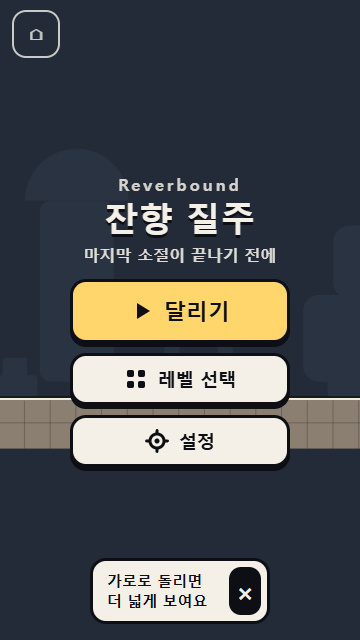 Reverbound
잔향 질주
마지막 소절이 끝나기 전에
달리기
레벨 선택
설정
가로로 돌리면
더 넓게 보여요